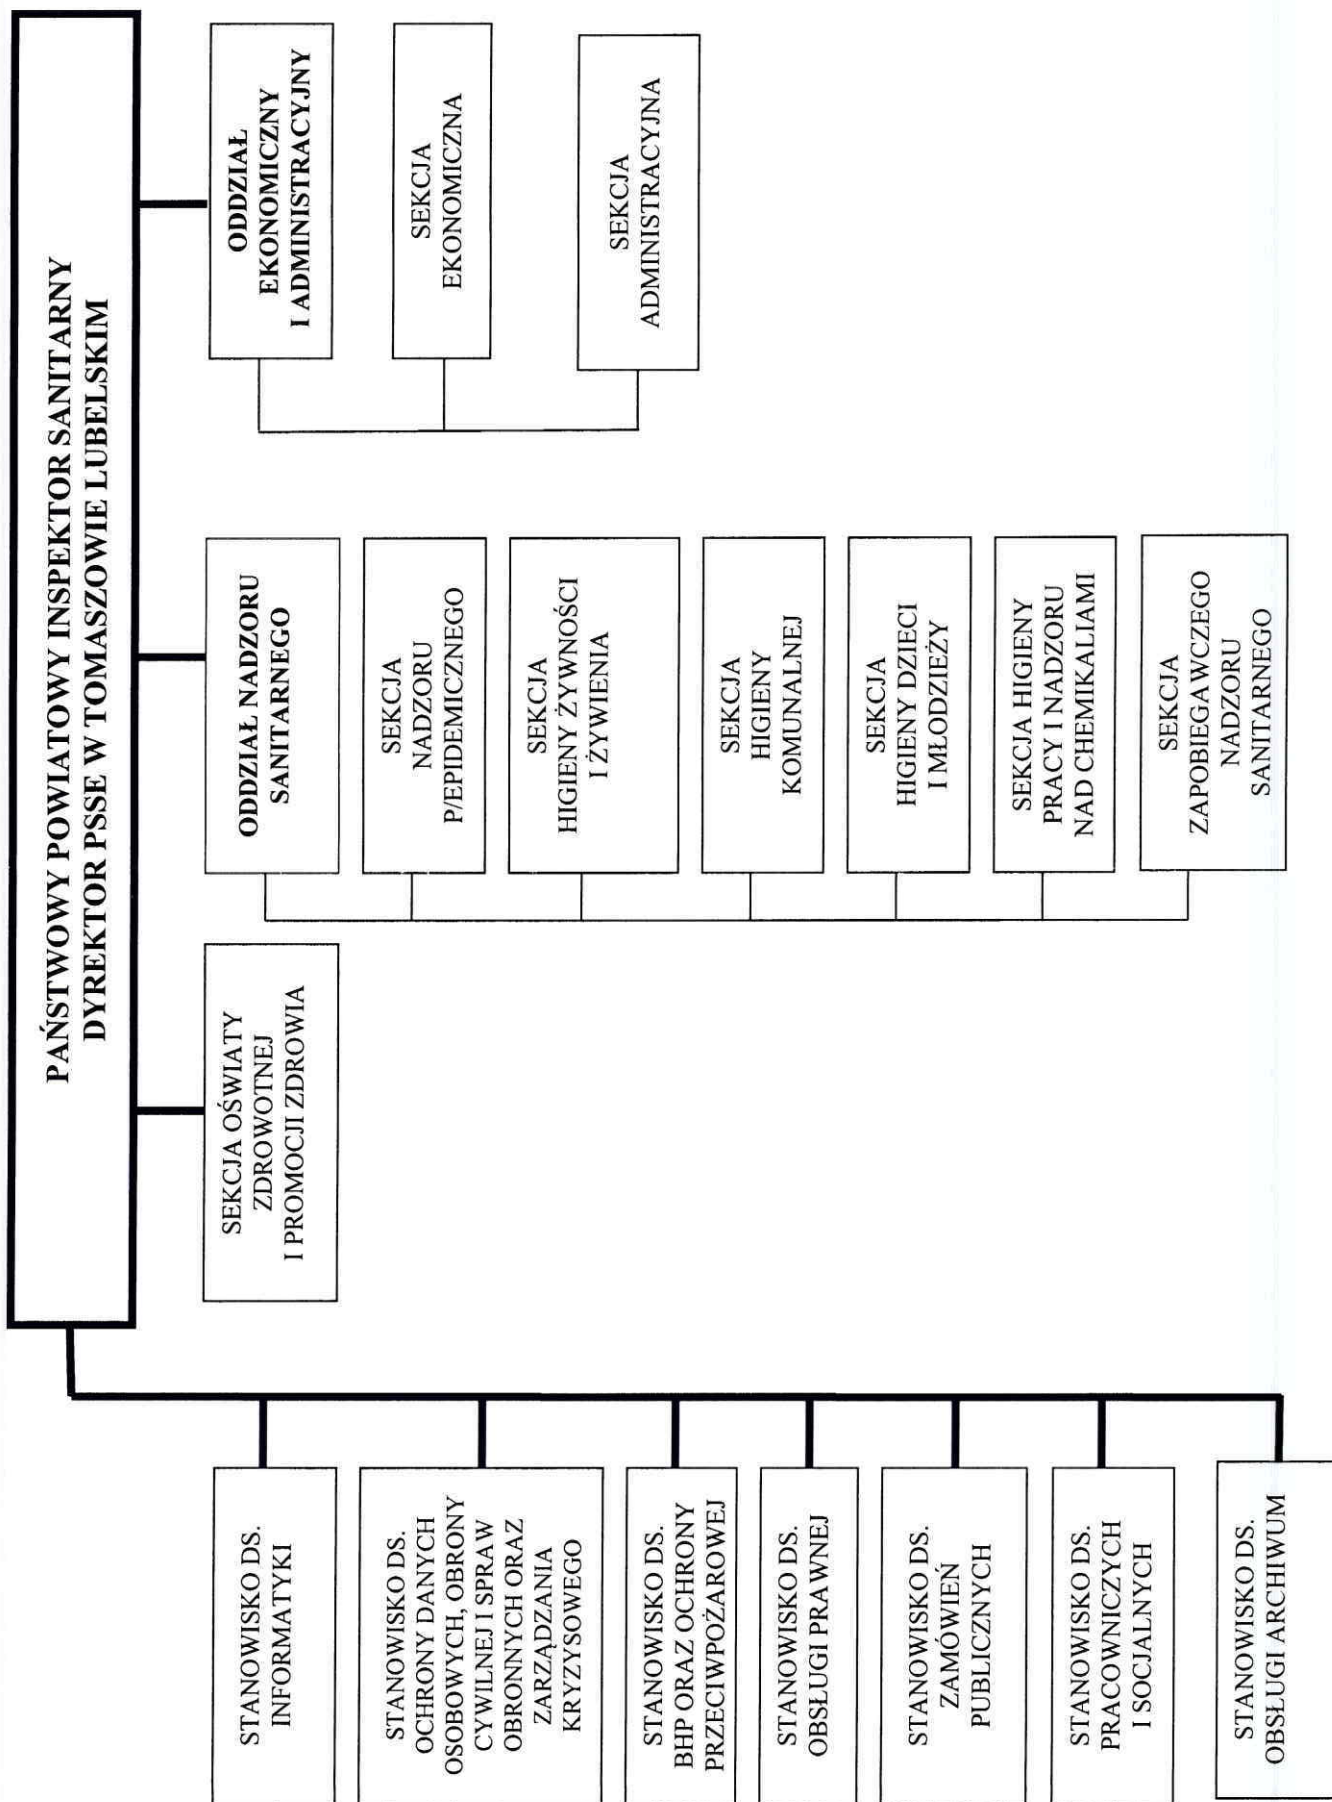 PAŃSTWOWY POWIATOWY INSPEKTOR SANITARNY
DYREKTOR PSSE W TOMASZOWIE LUBELSKIM
STANOWISKO DS.
INFORMATYKI
STANOWISKO DS.
OCHRONY DANYCH
OSOBOWYCH, OBRONY
CYWILNEJ I SPRAW
OBRONNYCH ORAZ
ZARZĄDZANIA
KRYZYSOWEGO
STANOWISKO DS.
BHP ORAZ OCHRONY
PRZECIWPOŻAROWEJ
STANOWISKO DS.
OBSŁUGI PRAWNEJ
STANOWISKO DS.
ZAMÓWIEŃ
PUBLICZNYCH
STANOWISKO DS.
PRACOWNICZYCH
I SOCJALNYCH
STANOWISKO DS.
OBSŁUGI ARCHIWUM
SEKCJA OŚWIATY
ZDROWOTNEJ
I PROMOCJI ZDROWIA
ODDZIAŁ NADZORU
SANITARNEGO
SEKCJA
NADZORU
P/EPIDEMICZNEGO
SEKCJA
HIGIENY ŻYWNOŚCI
I ŻYWIENIA
SEKCJA
HIGIENY
KOMUNALNEJ
SEKCJA
HIGIENY DZIECI
I MŁODZIEŻY
SEKCJA HIGIENY
PRACY I NADZORU
NAD CHEMIKALIAMI
SEKCJA
ZAPOBIEGAWCZEGO
NADZORU
SANITARNEGO
ODDZIAŁ
EKONOMICZNY
I ADMINISTRACYJNY
SEKCJA
EKONOMICZNA
SEKCJA
ADMINISTRACYJNA